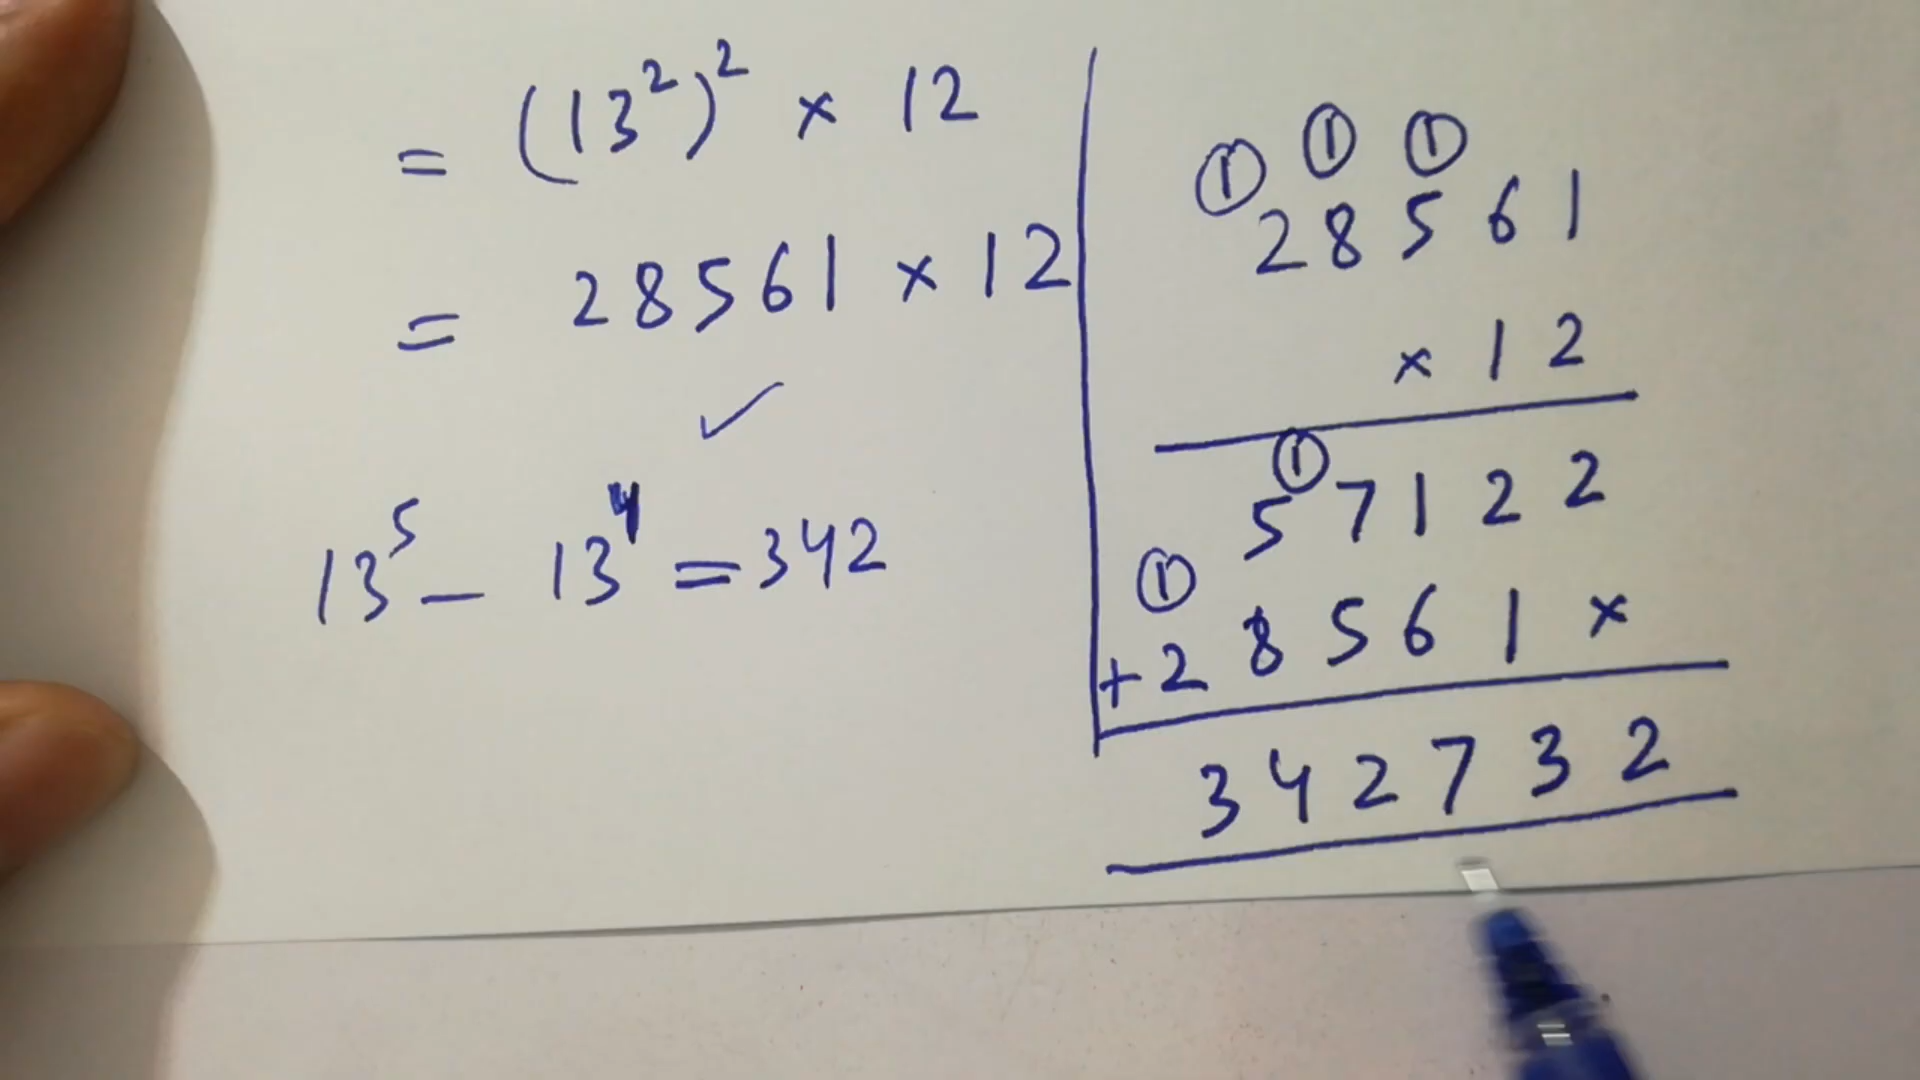 = (13²)² × 12
= 28561 × 12
✓
13⁵ – 13⁴ = 342
① ① ①
28561
× 12
①
57122
①
+28561×
342732